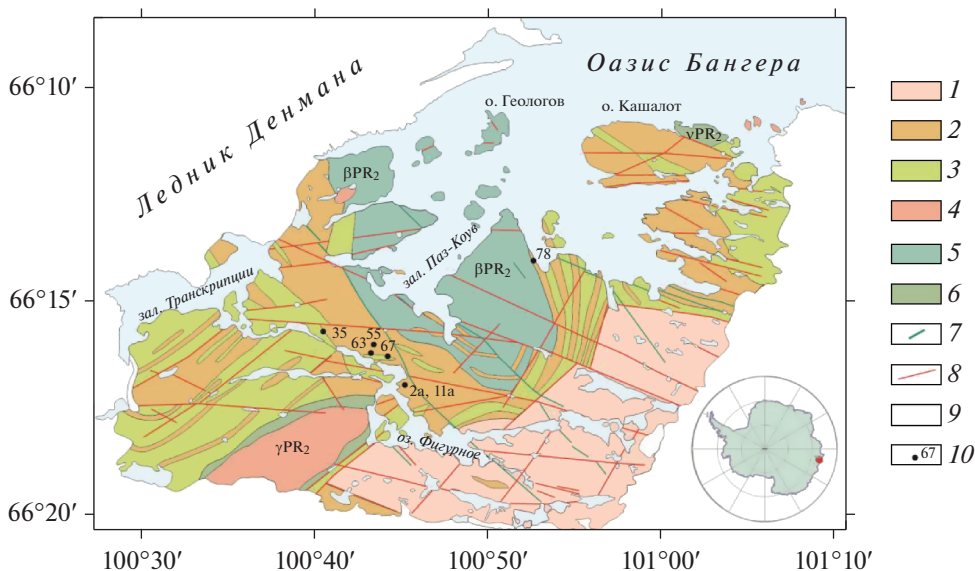 66°10′
66°15′
66°20′
Ледник Денмана
Оазис Бангера
о. Геологов
о. Кашалот
νPR₂
βPR₂
зал. Паз-Коув
78
βPR₂
зал. Транскрипции
35
55
63
67
2а, 11а
γPR₂
оз. Фигурное
100°30′
100°40′
100°50′
101°00′
101°10′
1
2
3
4
5
6
7
8
9
67
10